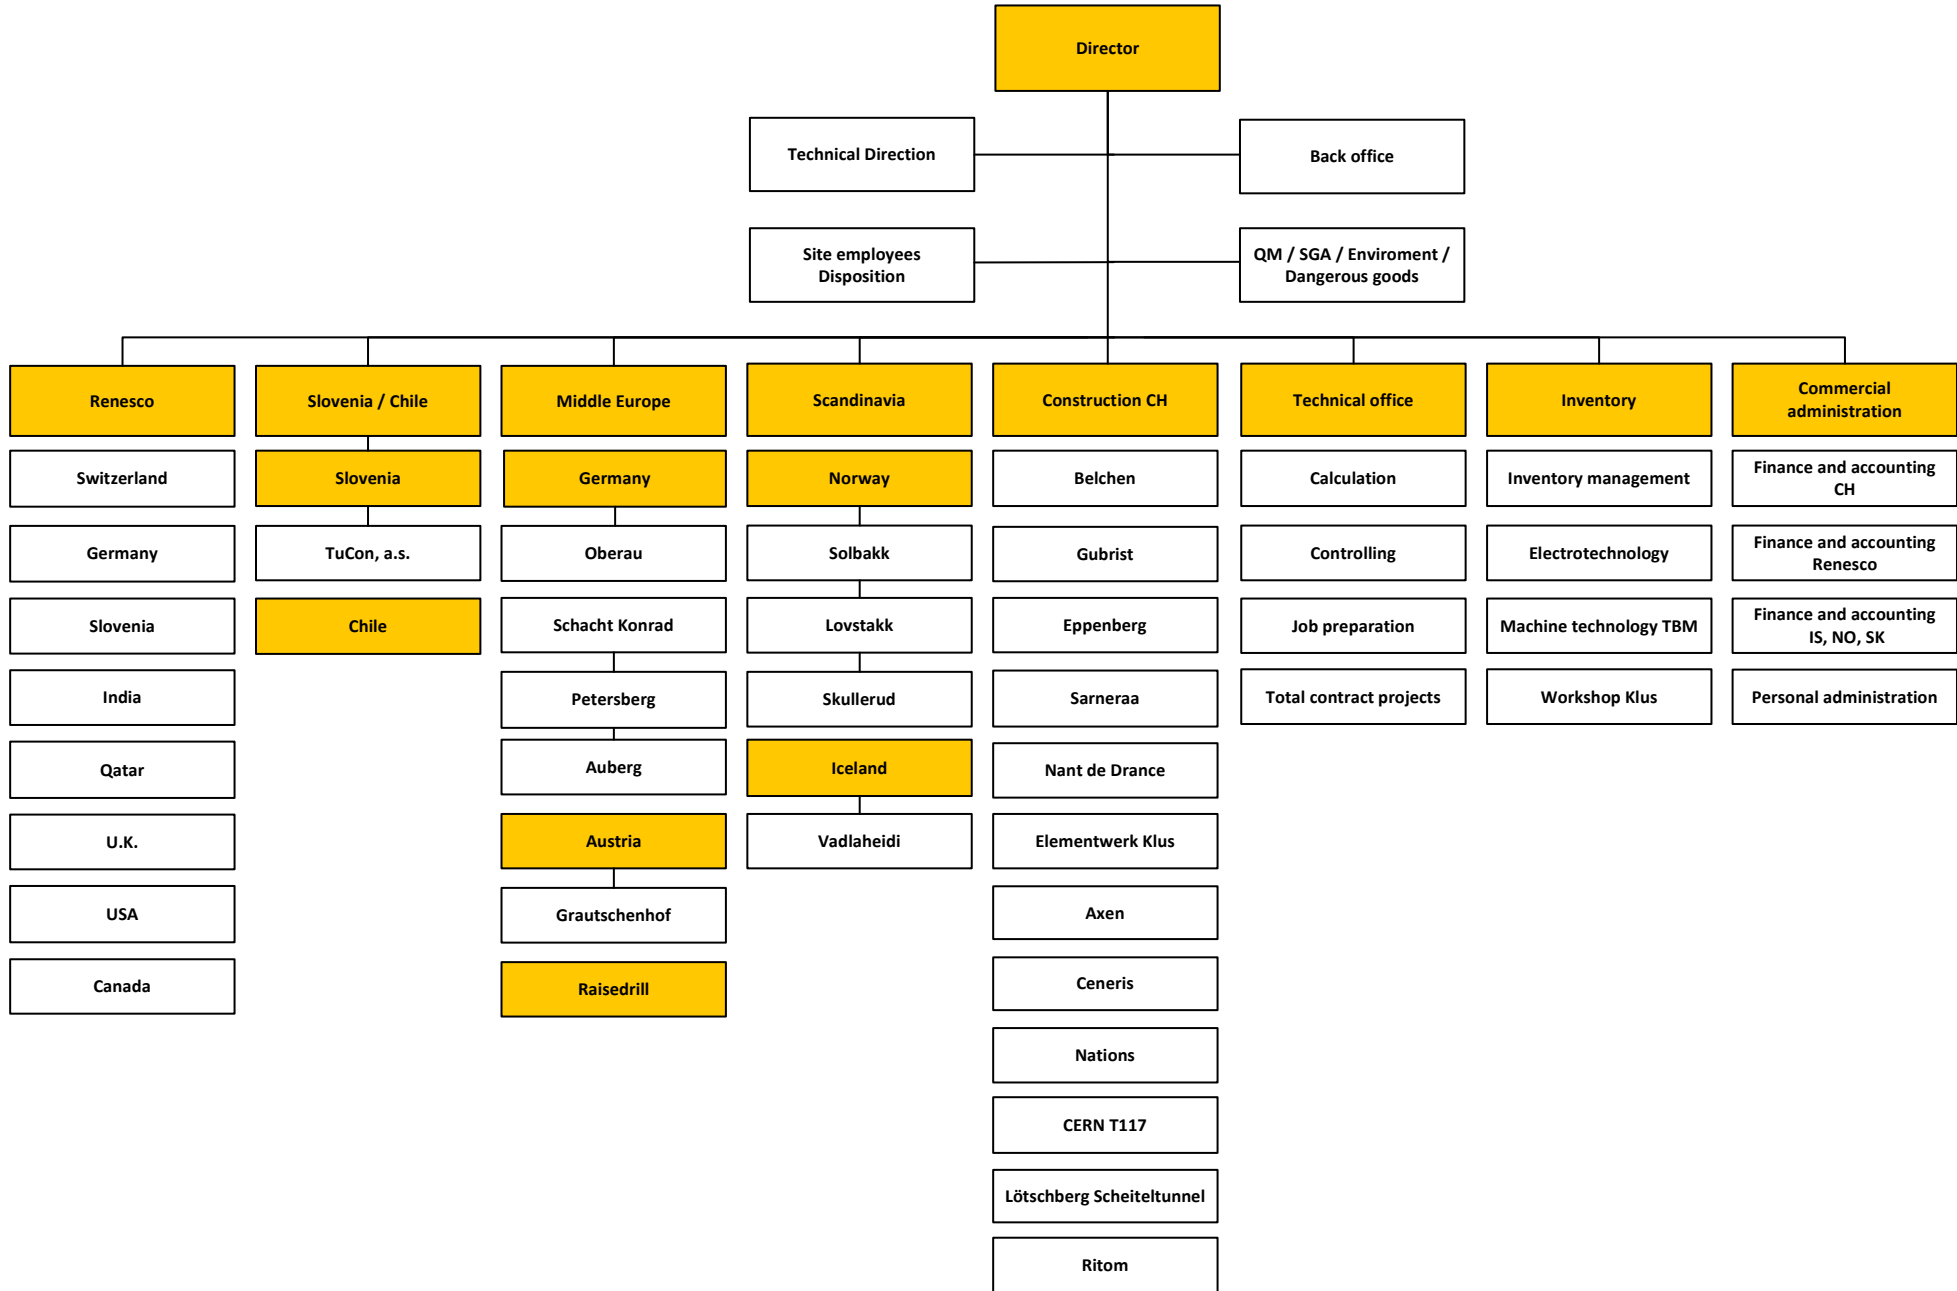 Director
Technical Direction
Back office
Site employees
Disposition
QM / SGA / Enviroment /
Dangerous goods
Renesco
Switzerland
Germany
Slovenia
India
Qatar
U.K.
USA
Canada
Slovenia / Chile
Slovenia
TuCon, a.s.
Chile
Middle Europe
Germany
Oberau
Schacht Konrad
Petersberg
Auberg
Austria
Grautschenhof
Raisedrill
Scandinavia
Norway
Solbakk
Lovstakk
Skullerud
Iceland
Vadlaheidi
Construction CH
Belchen
Gubrist
Eppenberg
Sarneraa
Nant de Drance
Elementwerk Klus
Axen
Ceneris
Nations
CERN T117
Lötschberg Scheiteltunnel
Ritom
Technical office
Calculation
Controlling
Job preparation
Total contract projects
Inventory
Inventory management
Electrotechnology
Machine technology TBM
Workshop Klus
Commercial
administration
Finance and accounting
CH
Finance and accounting
Renesco
Finance and accounting
IS, NO, SK
Personal administration